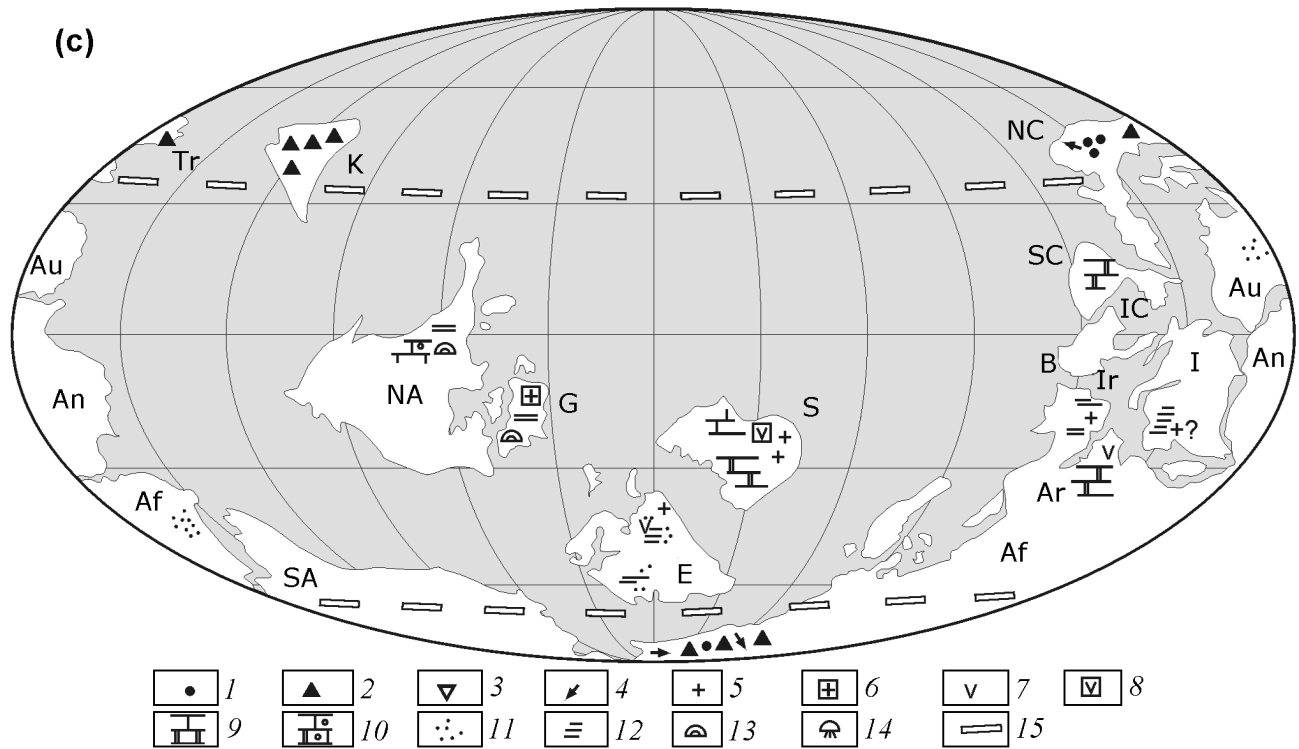 (c)
NC
Tr
K
SC
Au
Au
IC
B
Ir
I
An
An
NA
G
S
+?
v
Af
Ar
Af
E
SA
1 2 3 4 5 6 v 7 v 8
9 10 11 12 13 14 15